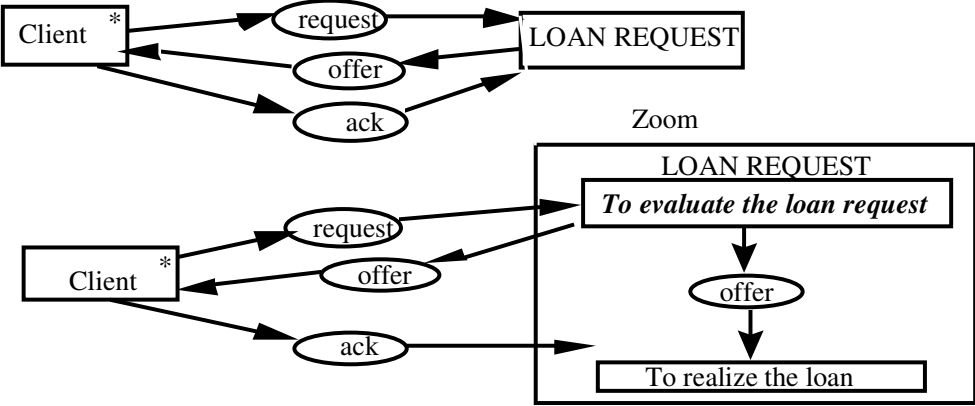 Client *
request
LOAN REQUEST
offer
ack
Zoom
LOAN REQUEST
To evaluate the loan request
request
Client *
offer
offer
ack
To realize the loan